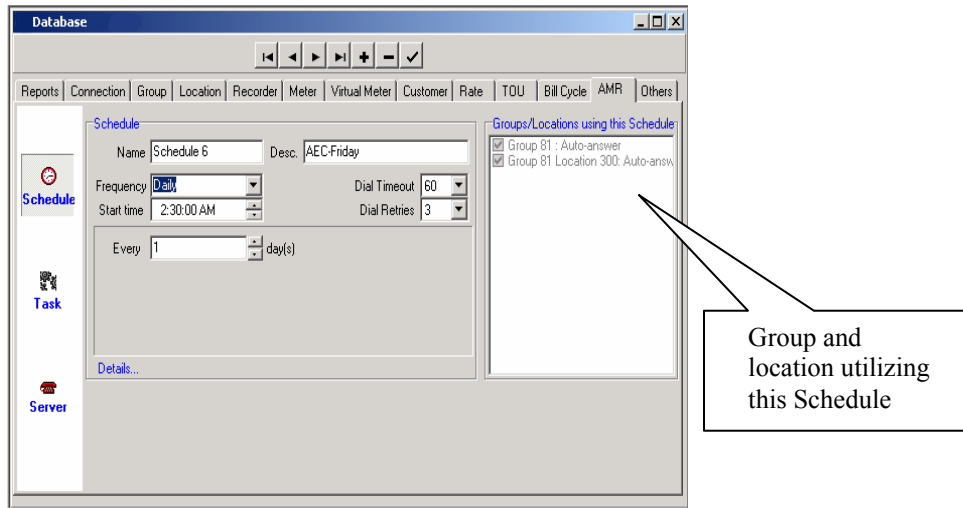 Database
Reports Connection Group Location Recorder Meter Virtual Meter Customer Rate TOU Bill Cycle AMR Others
Schedule
Name Schedule 6 Desc. AEC-Friday
Frequency Daily Dial Timeout 60
Start time 2:30:00 AM Dial Retries 3
Every 1 day(s)
Details...
Groups/Locations using this Schedule
Group 81 : Auto-answer
Group 81 Location 300: Auto-answ
Schedule
Task
Server
Group and
location utilizing
this Schedule